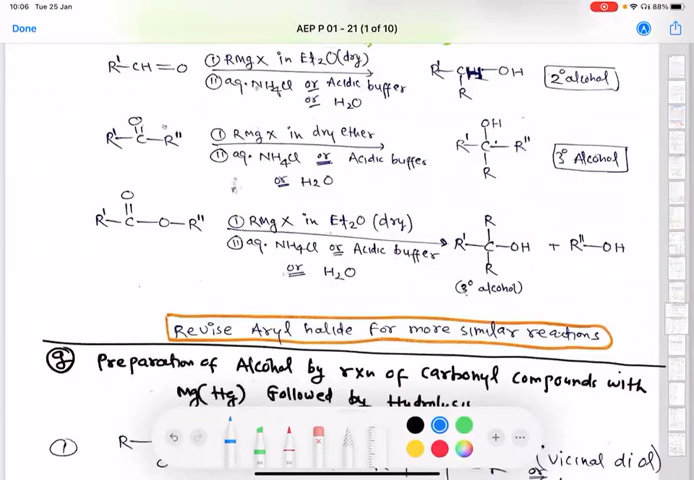 10:06 Tue 25 Jan
88%
Done
AEP P 01 - 21 (1 of 10)
R'-CH=O
(i) RMgX in Et2O (dry)
(ii) aq. NH4Cl or Acidic buffer
or H2O
R'-CH-OH
R
2° alcohol
O
R'-C-R"
(i) RMgX in dry ether
(ii) aq. NH4Cl or Acidic buffer
or H2O
OH
R'-C-R"
R
3° Alcohol
O
R'-C-O-R"
(i) RMgX in Et2O (dry)
(ii) aq. NH4Cl or Acidic buffer
or H2O
R
R'-C-OH + R"-OH
R
(3° alcohol)
Revise Aryl halide for more similar reactions
(g) Preparation of Alcohol by rxn of carbonyl compounds with
Mg(Hg) Followed by Hydrolysis
(1) R-
(vicinal diol)
or